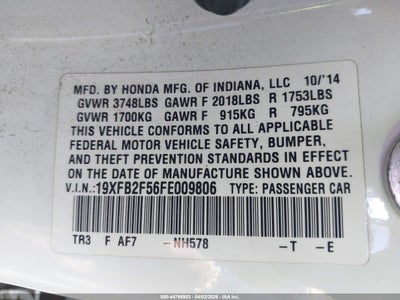 MFD. BY HONDA MFG. OF INDIANA, LLC 10/'14
GVWR 3748LBS GAWR F 2018LBS R 1753LBS
GVWR 1700KG GAWR F 915KG R 795KG
THIS VEHICLE CONFORMS TO ALL APPLICABLE
FEDERAL MOTOR VEHICLE SAFETY, BUMPER,
AND THEFT PREVENTION STANDARDS IN EFFECT
ON THE DATE OF MANUFACTURE SHOWN ABOVE.
V.I.N.:19XFB2F56FE009806 TYPE: PASSENGER CAR
TR3 F AF7 -NH578 -T -E